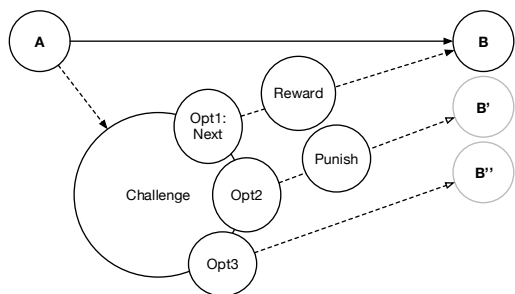 A
B
Reward
Opt1:
Next
B'
Punish
B''
Challenge
Opt2
Opt3